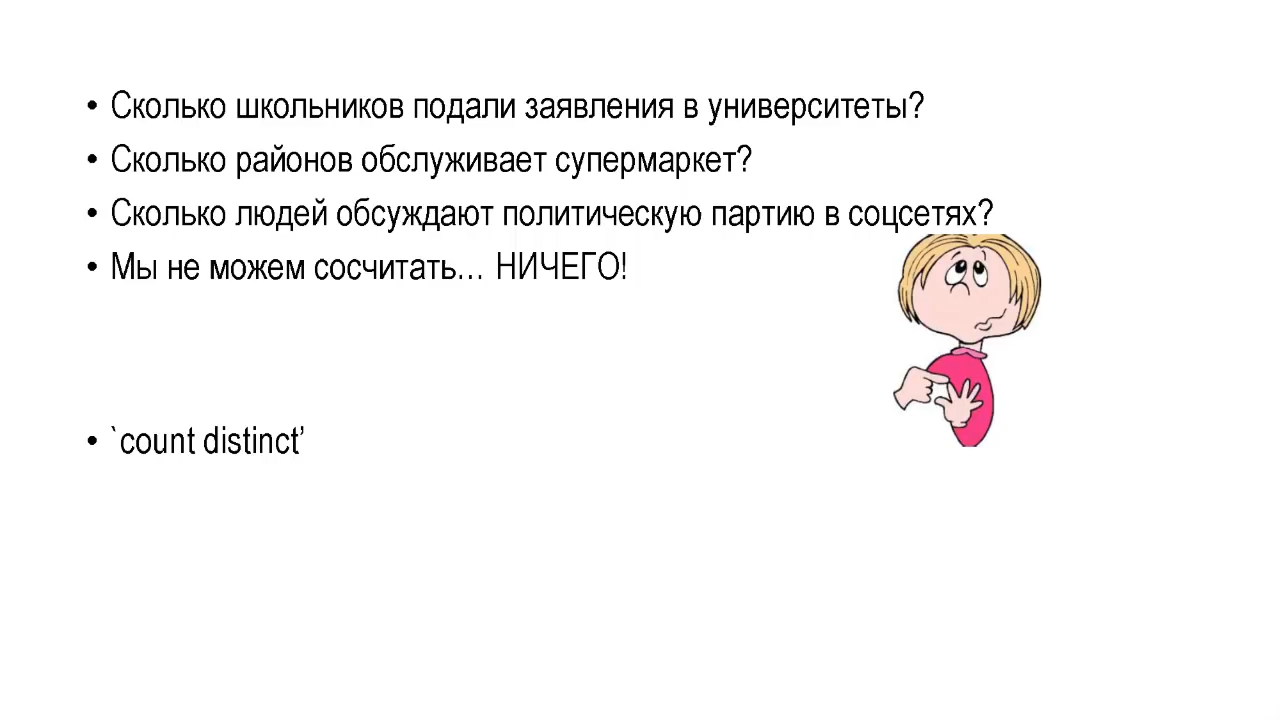 • Сколько школьников подали заявления в университеты?
• Сколько районов обслуживает супермаркет?
• Сколько людей обсуждают политическую партию в соцсетях?
• Мы не можем сосчитать… НИЧЕГО!
• `count distinct’